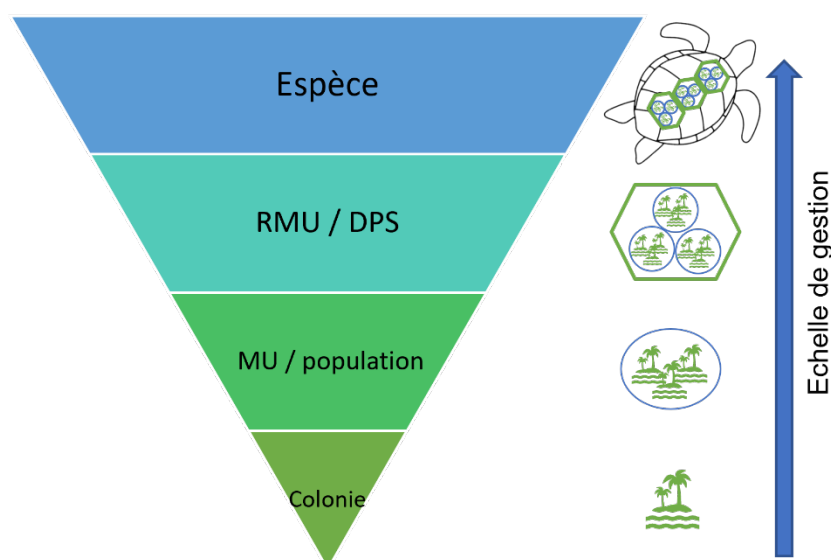 Espèce
RMU / DPS
MU / population
Colonie
Echelle de gestion